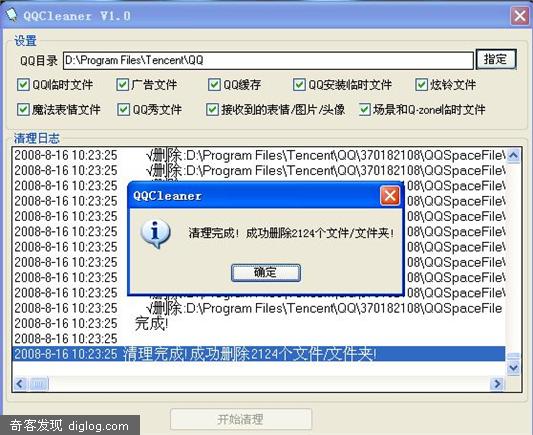 QQCleaner V1.0
设置
QQ目录 D:\Program Files\Tencent\QQ 指定
QQ临时文件 广告文件 QQ缓存 QQ安装临时文件 炫铃文件
魔法表情文件 QQ秀文件 接收到的表情/图片/头像 场景和Q-zone临时文件
清理日志
2008-8-16 10:23:25 √删除:D:\Program Files\Tencent\QQ\370182108\QQSpaceFile\
2008-8-16 10:23:25 √删除:D:\Program Files\Tencent\QQ\370182108\QQSpaceFile\
2008-8-16 10:23:25
QQCleaner
2008-8-16 10:23:25 08\QQSpaceFile\
2008-8-16 10:23:25 08\QQSpaceFile\
2008-8-16 10:23:25 清理完成! 成功删除2124个文件/文件夹! 08\QQSpaceFile\
2008-8-16 10:23:25 08\QQSpaceFile\
2008-8-16 10:23:25 确定 08\QQSpaceFile\
2008-8-16 10:23:25 08\QQSpaceFile\
2008-8-16 10:23:25 √删除:D:\Program Files\Tencent\QQ\370182108\QQSpaceFile
2008-8-16 10:23:25 完成!
2008-8-16 10:23:25
2008-8-16 10:23:25 清理完成!成功删除2124个文件/文件夹!
开始清理
奇客发现 diglog.com